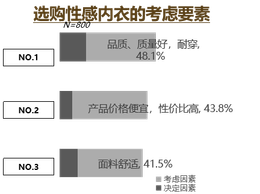 选购性感内衣的考虑要素
N=800
NO.1
品质、质量好，耐穿,
48.1%
NO.2
产品价格便宜，性价比高, 43.8%
NO.3
面料舒适, 41.5%
考虑因素
决定因素